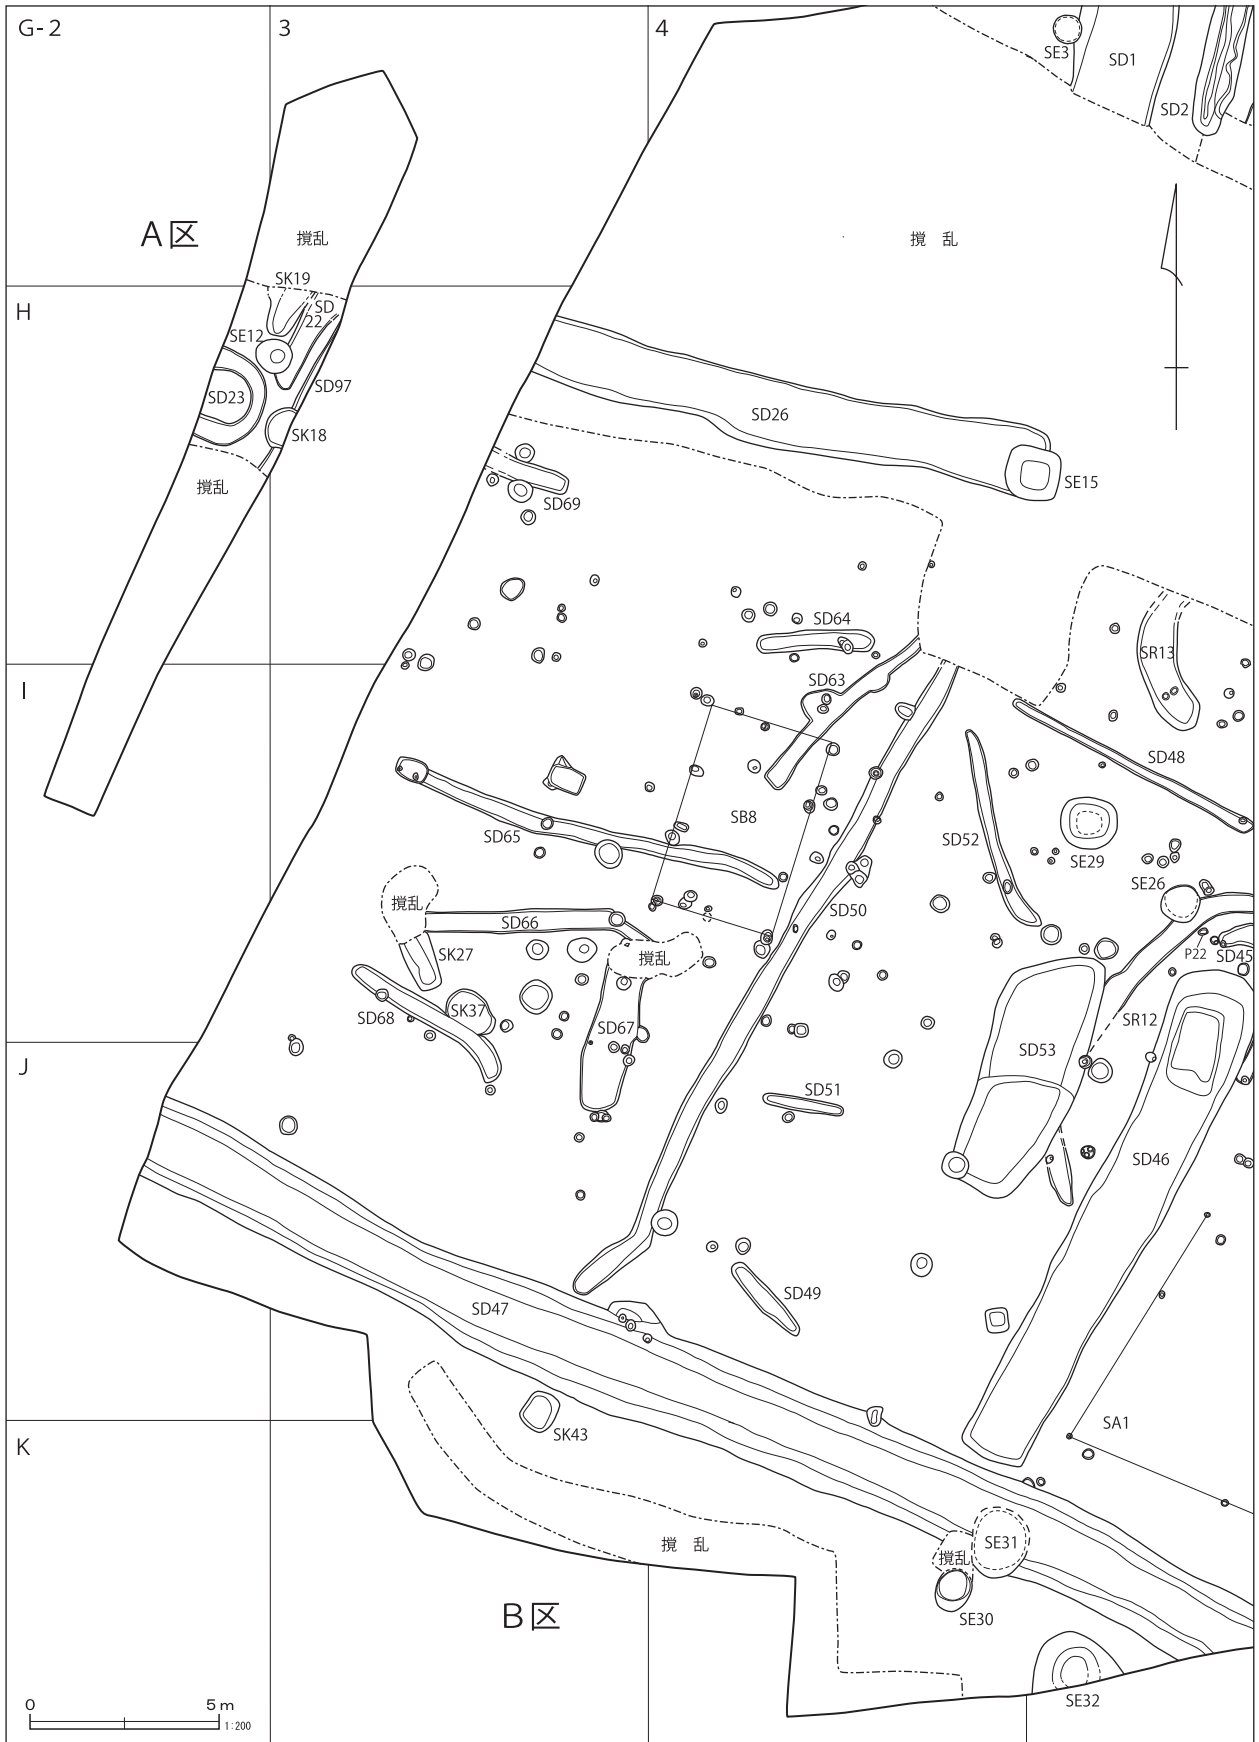 G-2
3
4
SE3
SD1
SD2
A区
撹乱
撹 乱
SK19
H
SD
22
SE12
SD97
SD23
SD26
SK18
撹乱
SE15
SD69
SD64
SR13
I
SD63
SD48
SB8
SD65
SD52
SE29
SE26
撹乱
SD66
SD50
SK27
撹乱
P22
SD45
SK37
SD68
SD67
SR12
SD53
J
SD51
SD46
SD49
SD47
SA1
K
SK43
撹 乱
SE31
撹乱
B区
SE30
0
5m
1:200
SE32